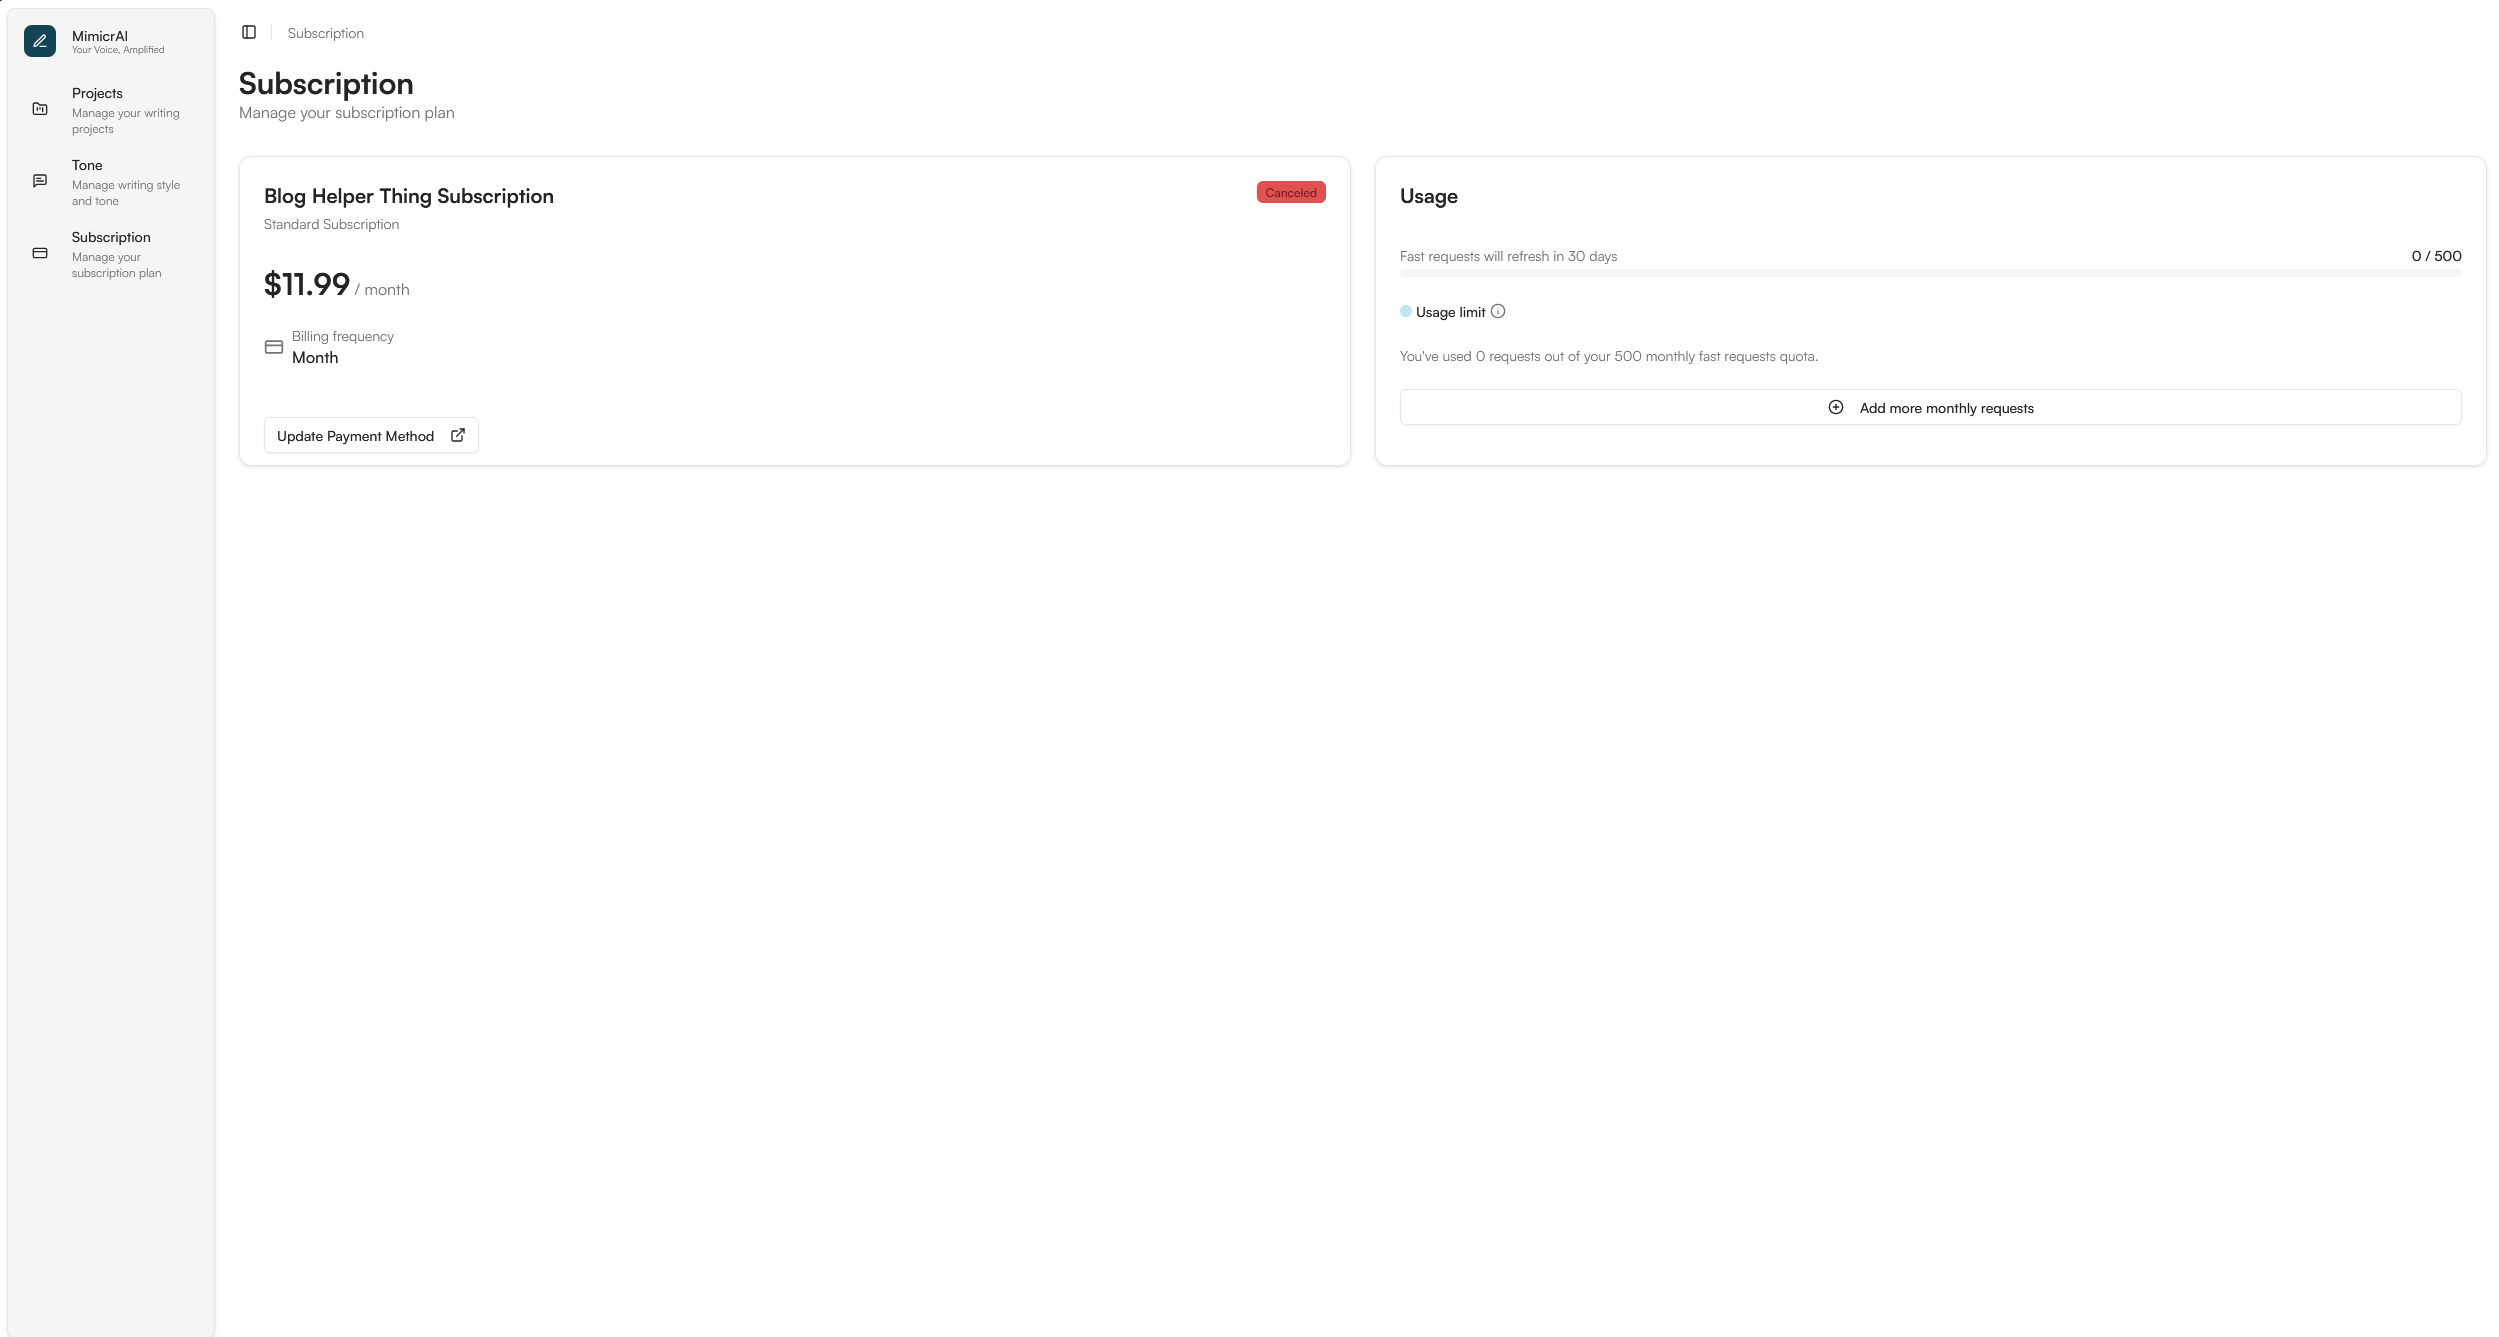 MimicrAI
Your Voice, Amplified
Projects
Manage your writing
projects
Tone
Manage writing style
and tone
Subscription
Manage your
subscription plan
Subscription
Subscription
Manage your subscription plan
Blog Helper Thing Subscription
Canceled
Standard Subscription
$11.99 / month
Billing frequency
Month
Update Payment Method
Usage
Fast requests will refresh in 30 days
0 / 500
Usage limit
You've used 0 requests out of your 500 monthly fast requests quota.
Add more monthly requests